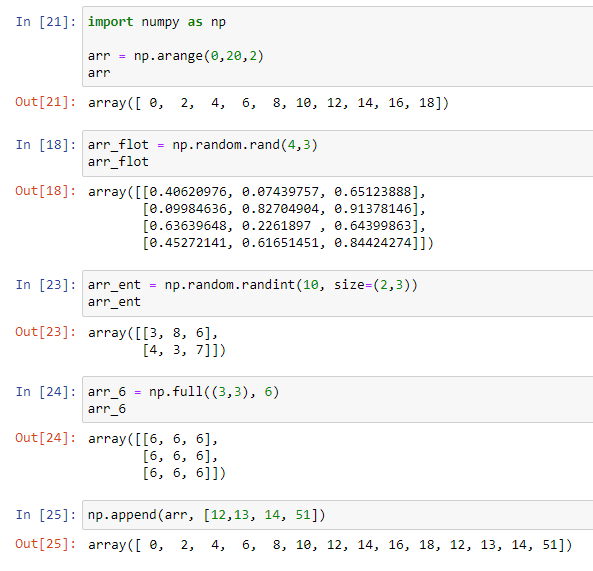 In [21]: import numpy as np
arr = np.arange(0,20,2)
arr
Out[21]: array([ 0,  2,  4,  6,  8, 10, 12, 14, 16, 18])
In [18]: arr_flot = np.random.rand(4,3)
arr_flot
Out[18]: array([[0.40620976, 0.07439757, 0.65123888],
[0.09984636, 0.82704904, 0.91378146],
[0.63639648, 0.2261897 , 0.64399863],
[0.45272141, 0.61651451, 0.84424274]])
In [23]: arr_ent = np.random.randint(10, size=(2,3))
arr_ent
Out[23]: array([[3, 8, 6],
[4, 3, 7]])
In [24]: arr_6 = np.full((3,3), 6)
arr_6
Out[24]: array([[6, 6, 6],
[6, 6, 6],
[6, 6, 6]])
In [25]: np.append(arr, [12,13, 14, 51])
Out[25]: array([ 0,  2,  4,  6,  8, 10, 12, 14, 16, 18, 12, 13, 14, 51])